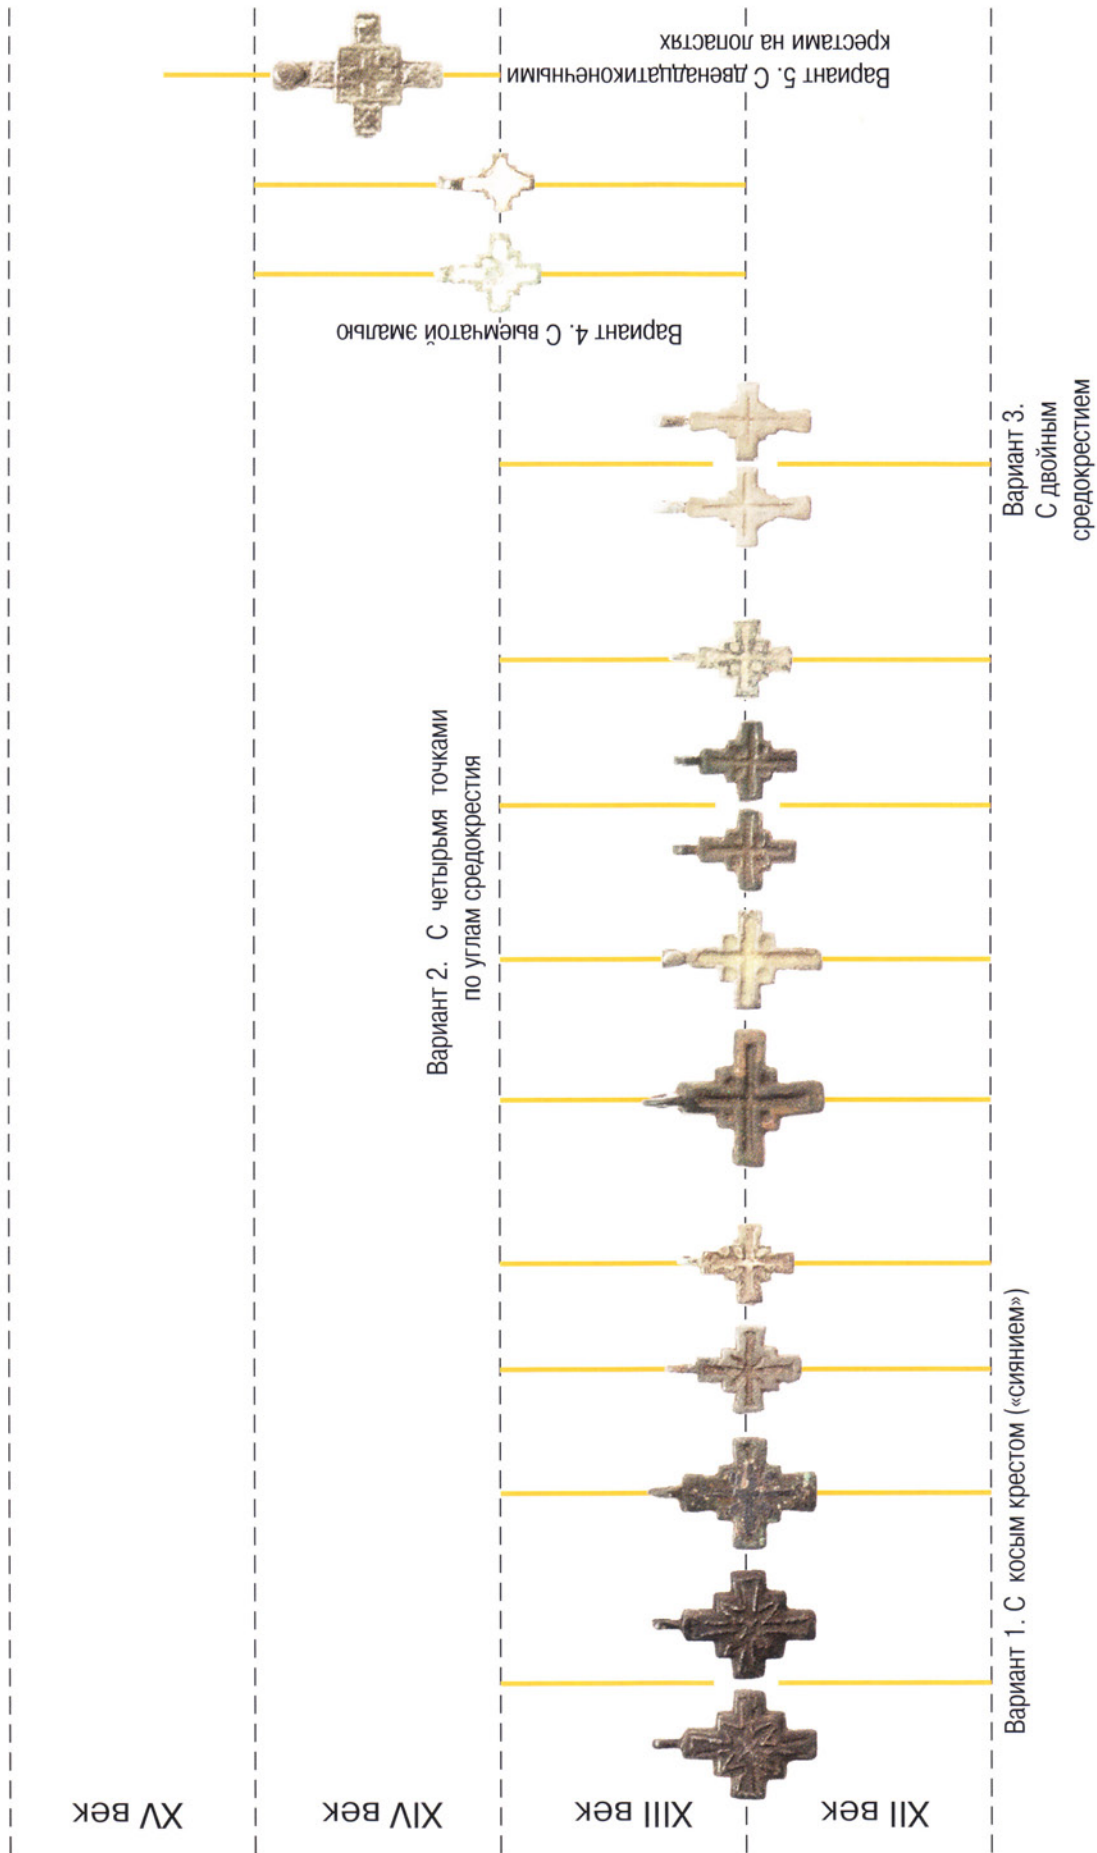 XV век
XIV век
XIII век
XII век
Вариант 1. С косым крестом («сиянием»)
Вариант 2. С четырьмя точками
по углам средокрестия
Вариант 3.
С двойным
средокрестием
Вариант 4. С выемчатой эмалью
Вариант 5. С двенадцатиконечными
крестами на лопастях